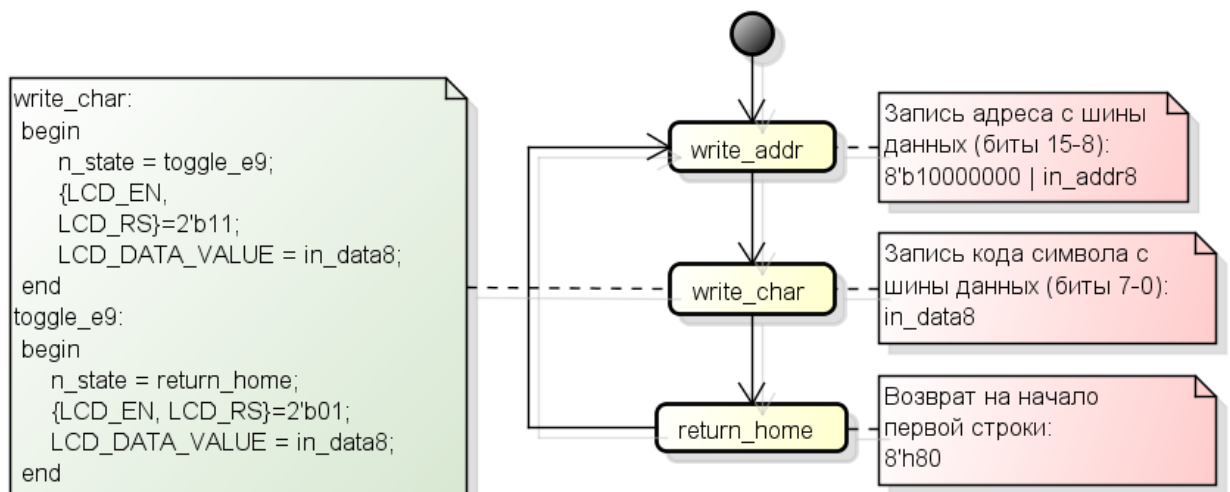 write_char:
begin
n_state = toggle_e9;
{LCD_EN,
LCD_RS}=2'b11;
LCD_DATA_VALUE = in_data8;
end
toggle_e9:
begin
n_state = return_home;
{LCD_EN, LCD_RS}=2'b01;
LCD_DATA_VALUE = in_data8;
end
write_addr
Запись адреса с шины
данных (биты 15-8):
8'b10000000 | in_addr8
write_char
Запись кода символа с
шины данных (биты 7-0):
in_data8
return_home
Возврат на начало
первой строки:
8'h80